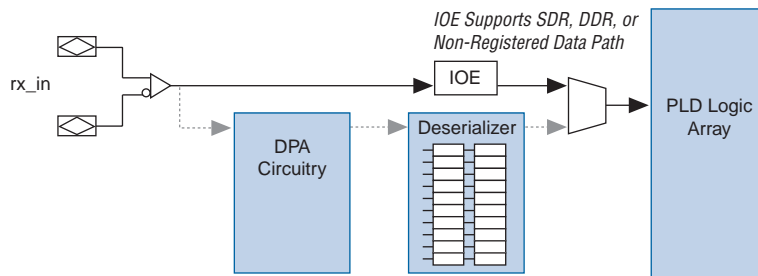 IOE Supports SDR, DDR, or
Non-Registered Data Path
rx_in
IOE
PLD Logic
Array
DPA
Circuitry
Deserializer